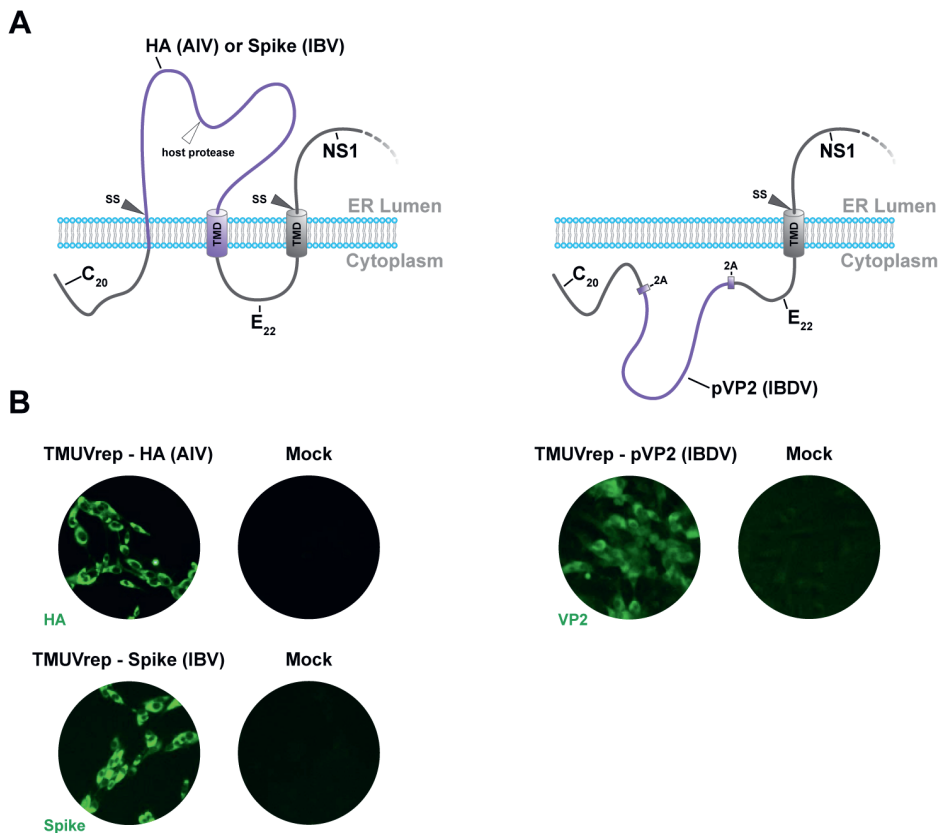 A
HA (AIV) or Spike (IBV)
host protease
NS1
SS
SS
ER Lumen
TMD
TMD
Cytoplasm
C20
E22
NS1
SS
ER Lumen
TMD
Cytoplasm
C20
2A
2A
E22
pVP2 (IBDV)
B
TMUVrep - HA (AIV)
Mock
HA
TMUVrep - pVP2 (IBDV)
Mock
VP2
TMUVrep - Spike (IBV)
Mock
Spike